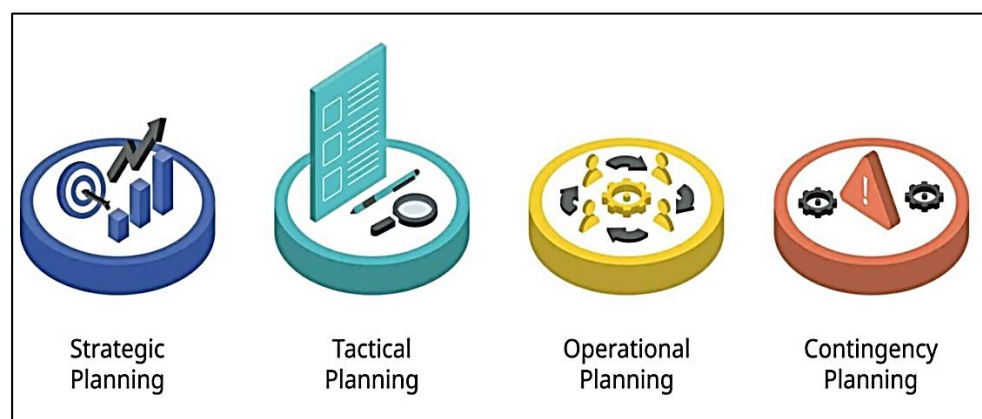 Strategic
Planning
Tactical
Planning
Operational
Planning
Contingency
Planning
!